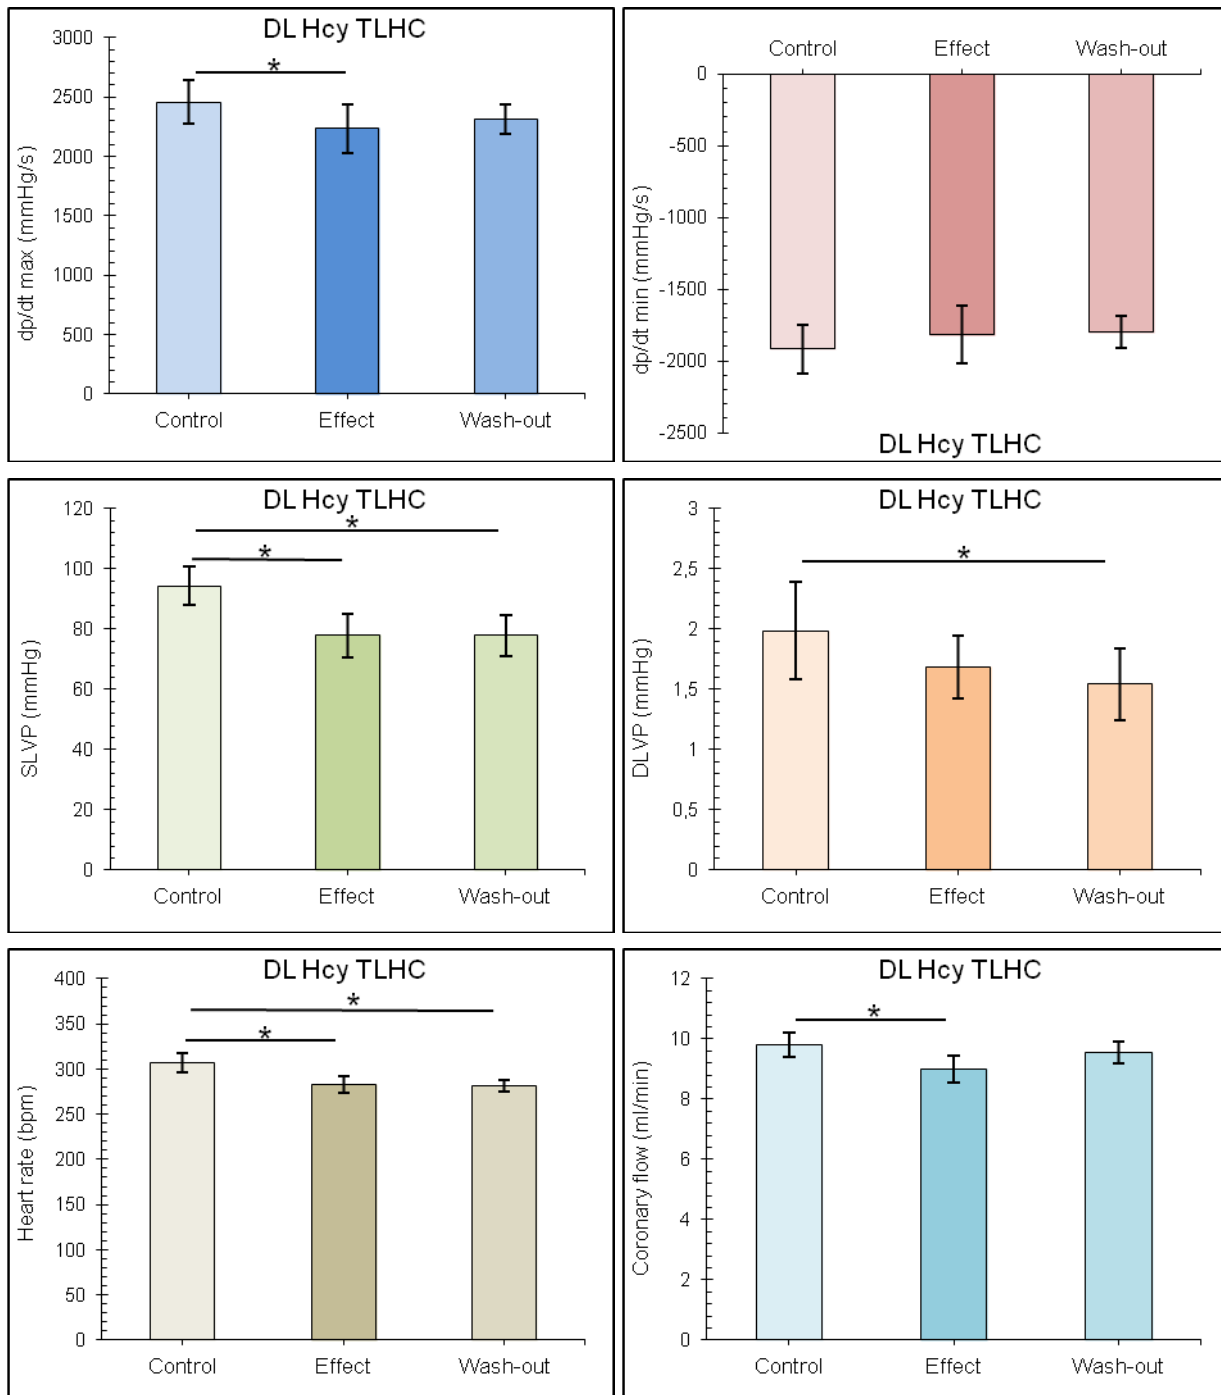 DL Hcy TLHC
3000
2500
2000
1500
1000
500
0
dp/dt max (mmHg/s)
*
Control Effect Wash-out
Control Effect Wash-out
0
-500
-1000
-1500
-2000
-2500
dp/dt min (mmHg/s)
DL Hcy TLHC
DL Hcy TLHC
120
100
80
60
40
20
0
SLVP (mmHg)
*
*
Control Effect Wash-out
DL Hcy TLHC
3
2,5
2
1,5
1
0,5
0
DLVP (mmHg)
*
Control Effect Wash-out
DL Hcy TLHC
400
350
300
250
200
150
100
50
0
Heart rate (bpm)
*
*
Control Effect Wash-out
DL Hcy TLHC
12
10
8
6
4
2
0
Coronary flow (ml/min)
*
Control Effect Wash-out